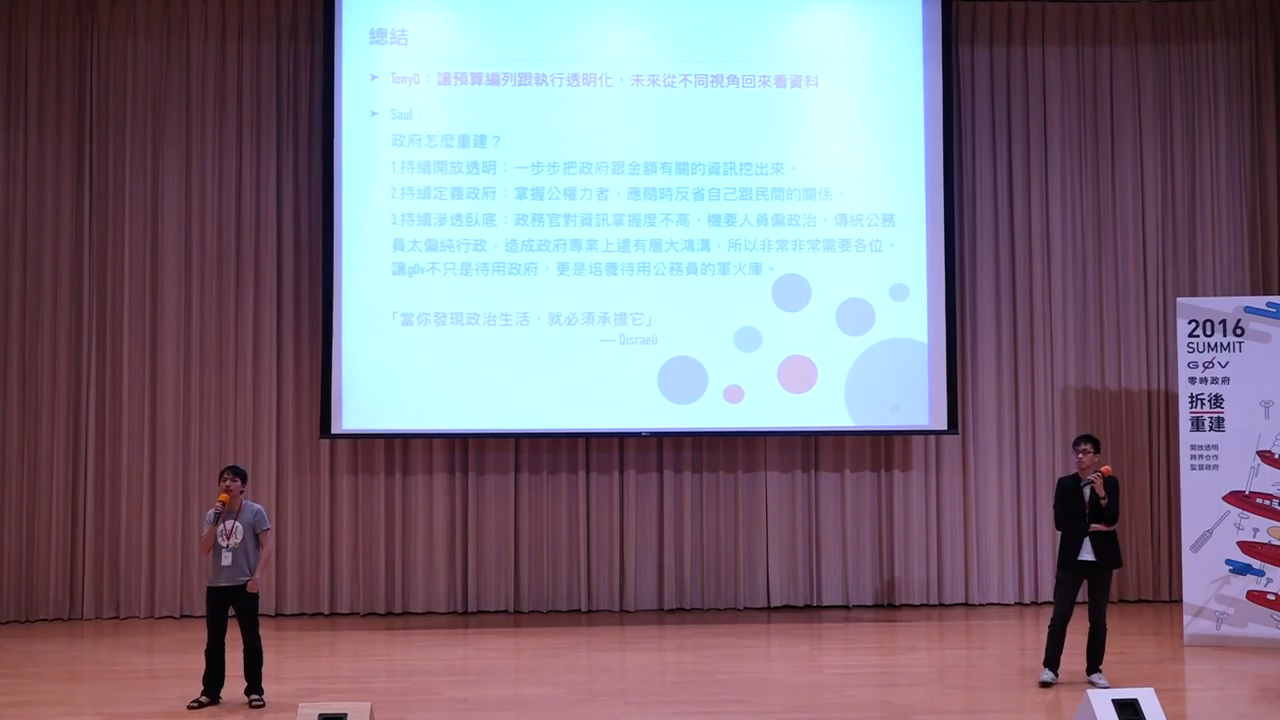 總結
➤ TonyQ：讓預算編列跟執行透明化，未來從不同視角回來看資料
➤ Saul：
政府怎麼重建？
1.持續開放透明：一步步把政府跟金額有關的資訊挖出來。
2.持續定義政府：掌握公權力者，應隨時反省自己跟民間的關係。
3.持續滲透臥底：政務官對資訊掌握度不高，機要人員偏政治，傳統公務
員太偏純行政，造成政府專業上還有層大鴻溝，所以非常非常需要各位。
讓g0v不只是待用政府，更是培養待用公務員的軍火庫。
「當你發現政治生活，就必須承擔它」
— Disraeli
2016
SUMMIT
G0V
零時政府
拆後
重建
開放透明
跨界合作
監督政府